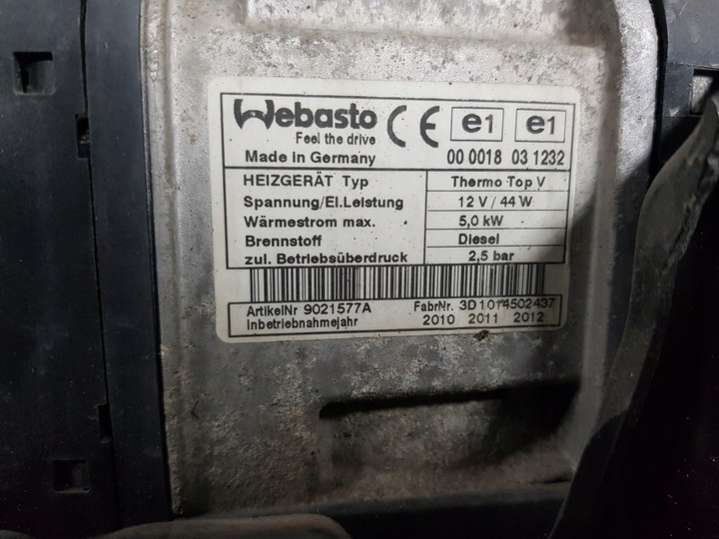 Webasto CE e1 e1
Feel the drive
Made in Germany 00 0018 03 1232
HEIZGERÄT Typ Thermo Top V
Spannung/El.Leistung 12 V / 44 W
Wärmestrom max. 5,0 kW
Brennstoff Diesel
zul. Betriebsüberdruck 2,5 bar
ArtikelNr 9021577A FabrNr. 3D1014502437
Inbetriebnahmejahr 2010 2011 2012